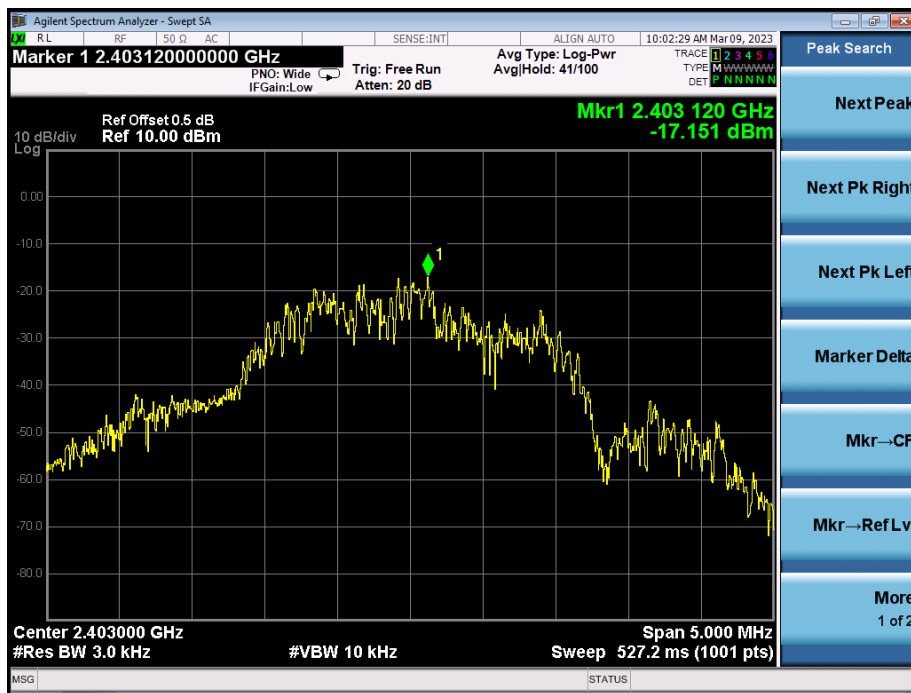 Agilent Spectrum Analyzer - Swept SA
LXI RL RF 50 Ω AC SENSE:INT ALIGN AUTO 10:02:29 AM Mar 09, 2023
Marker 1 2.403120000000 GHz
PNO: Wide
IFGain:Low
Trig: Free Run
Atten: 20 dB
Avg Type: Log-Pwr
Avg|Hold: 41/100
TRACE 1 2 3 4 5 6
TYPE M WWWWW
DET P N N N N N
Mkr1 2.403 120 GHz
-17.151 dBm
Ref Offset 0.5 dB
10 dB/div Ref 10.00 dBm
Log
0.00
-10.0
1
-20.0
-30.0
-40.0
-50.0
-60.0
-70.0
-80.0
Center 2.403000 GHz Span 5.000 MHz
#Res BW 3.0 kHz #VBW 10 kHz Sweep 527.2 ms (1001 pts)
MSG STATUS
Peak Search
Next Peak
Next Pk Right
Next Pk Left
Marker Delta
Mkr→CF
Mkr→Ref Lv
More
1 of 2